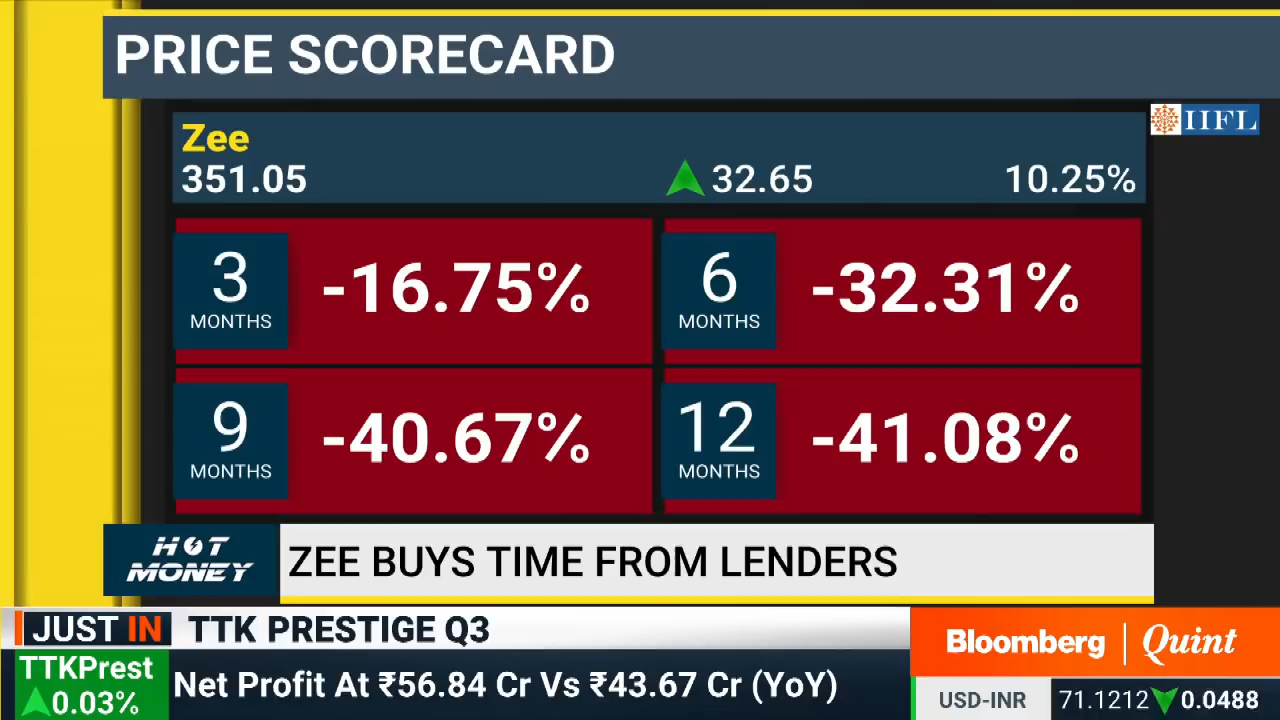 PRICE SCORECARD
IIFL
Zee
351.05 32.65 10.25%
3 MONTHS -16.75%
6 MONTHS -32.31%
9 MONTHS -40.67%
12 MONTHS -41.08%
HOT MONEY
ZEE BUYS TIME FROM LENDERS
JUST IN TTK PRESTIGE Q3
TTKPrest
0.03%
Net Profit At ₹56.84 Cr Vs ₹43.67 Cr (YoY)
Bloomberg | Quint
USD-INR 71.1212 0.0488